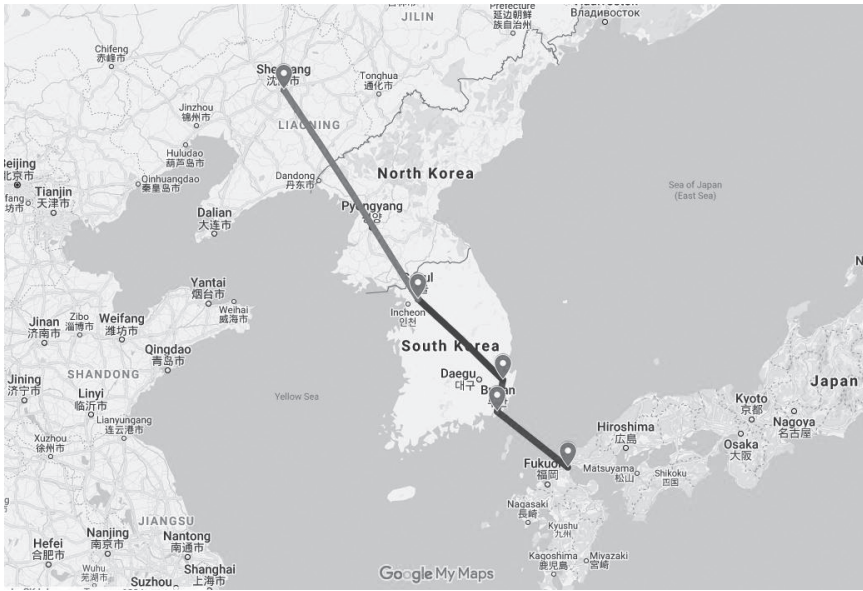 JILIN
Prefecture
延边朝鲜
族自治州
Владивосток
Chifeng
赤峰市
Tonghua
通化市
Jinzhou
锦州市
LIAONING
Huludao
葫芦岛市
Beijing
北京市
Qinhuangdao
秦皇岛市
Dandong
丹东市
North Korea
Tianjin
天津市
Sea of Japan
(East Sea)
Dalian
大连市
Yantai
烟台市
Weihai
威海市
Incheon
인천
Zibo
淄博市
Weifang
潍坊市
Jinan
济南市
Qingdao
青岛市
South Korea
SHANDONG
Daegu
대구
Japan
Jining
济宁市
Linyi
临沂市
Yellow Sea
Kyoto
京都
Lianyungang
连云港市
Nagoya
名古屋
Hiroshima
広島
Xuzhou
徐州市
Osaka
大阪
福岡
Matsuyama
松山
Shikoku
四国
Nagasaki
長崎
JIANGSU
Kyushu
九州
Nanjing
南京市
Nantong
南通市
Hefei
合肥市
Kagoshima
鹿児島
Miyazaki
宮崎
Wuhu
芜湖市
Shanghai
上海市
Suzhou
Google My Maps